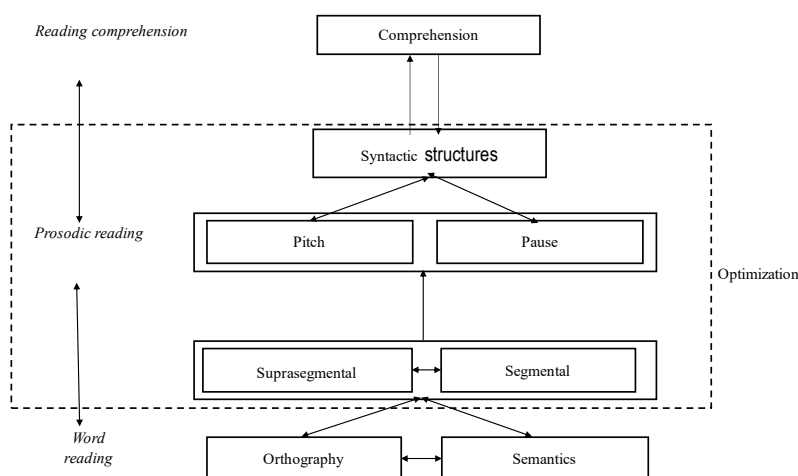 Reading comprehension
Comprehension
Syntactic structures
Prosodic reading
Pitch
Pause
Optimization
Suprasegmental
Segmental
Word
reading
Orthography
Semantics